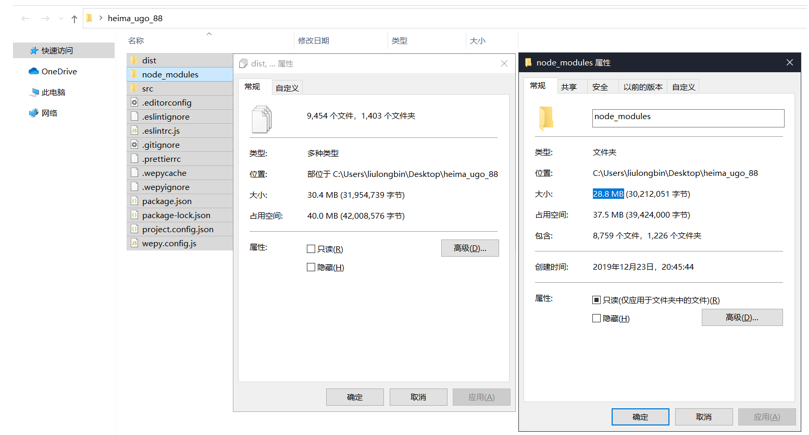 heima_ugo_88
名称
修改日期
类型
大小
快速访问
OneDrive
此电脑
网络
dist
node_modules
src
.editorconfig
.eslintignore
.eslintrc.js
.gitignore
.prettierrc
.wepycache
.wepyignore
package.json
package-lock.json
project.config.json
wepy.config.js
dist, ... 属性
常规
自定义
9,454 个文件，1,403 个文件夹
类型: 多种类型
位置: 部位于 C:\Users\liulongbin\Desktop\heima_ugo_88
大小: 30.4 MB (31,954,739 字节)
占用空间: 40.0 MB (42,008,576 字节)
属性: 只读(R)
高级(D)...
隐藏(H)
确定
取消
应用(A)
node_modules 属性
常规
共享
安全
以前的版本
自定义
node_modules
类型: 文件夹
位置: C:\Users\liulongbin\Desktop\heima_ugo_88
大小: 28.8 MB (30,212,051 字节)
占用空间: 37.5 MB (39,424,000 字节)
包含: 8,759 个文件，1,226 个文件夹
创建时间: 2019年12月23日，20:45:44
属性: 只读(仅应用于文件夹中的文件)(R)
隐藏(H)
高级(D)...
确定
取消
应用(A)